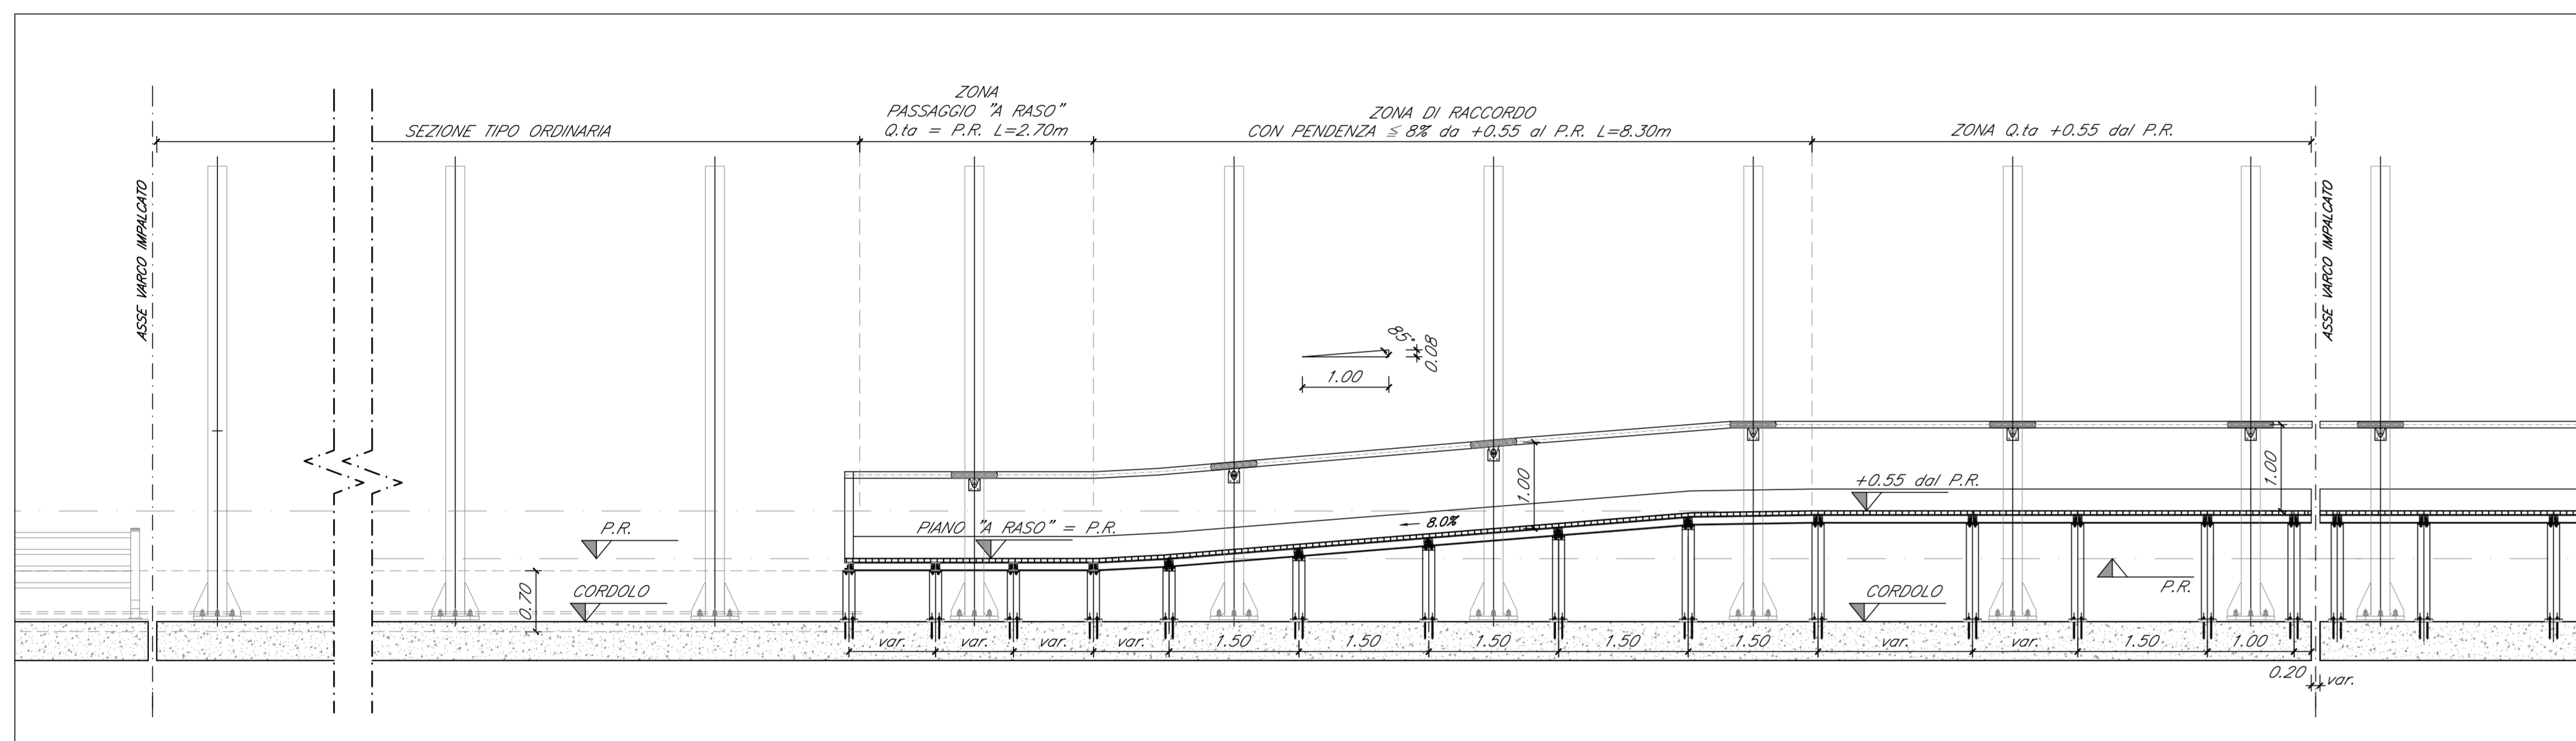 ZONA
PASSAGGIO "A RASO"
Q.ta = P.R. L=2.70m
SEZIONE TIPO ORDINARIA
ZONA DI RACCORDO
CON PENDENZA ≤ 8% da +0.55 al P.R. L=8.30m
ZONA Q.ta +0.55 dal P.R.
ASSE VARCO IMPALCATO
ASSE VARCO IMPALCATO
85°
0.08
1.00
1.00
1.00
+0.55 dal P.R.
8.0%
PIANO "A RASO" = P.R.
P.R.
P.R.
0.70
CORDOLO
CORDOLO
var. var. var. var. 1.50 1.50 1.50 1.50 1.50 var. var. 1.50 1.00
0.20 var.